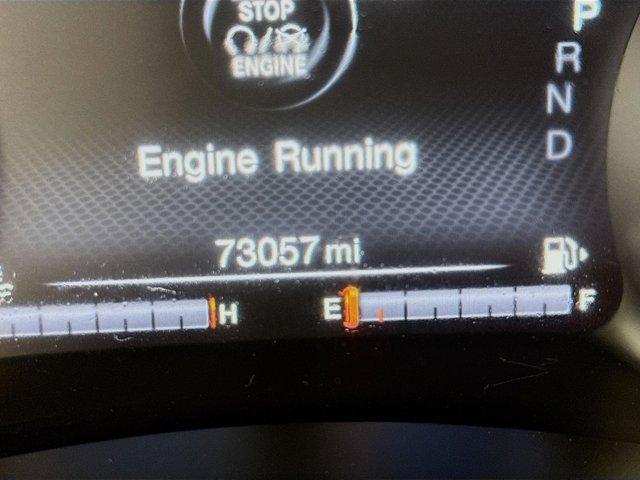 STOP
ENGINE
P
R
N
D
Engine Running
73057 mi
H
E
F